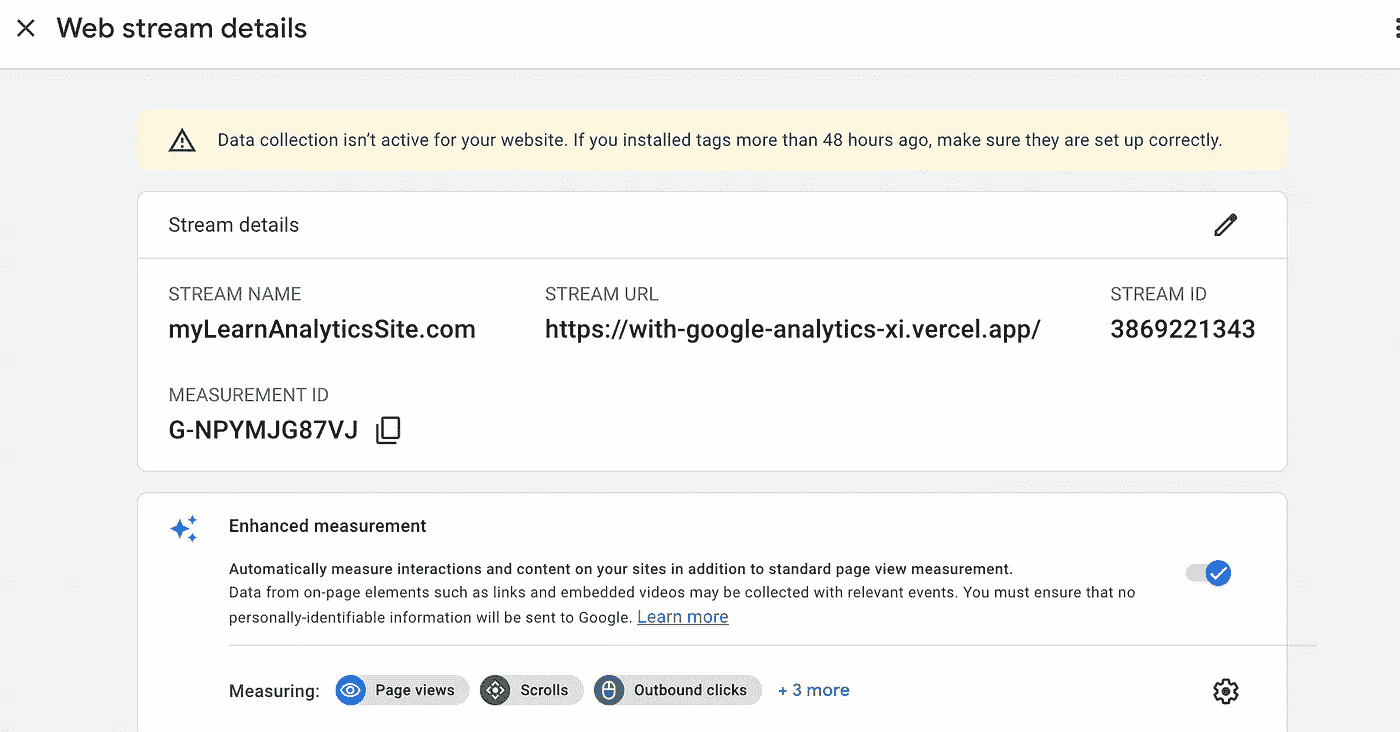 Web stream details
Data collection isn’t active for your website. If you installed tags more than 48 hours ago, make sure they are set up correctly.
Stream details
STREAM NAME
myLearnAnalyticsSite.com
STREAM URL
https://with-google-analytics-xi.vercel.app/
STREAM ID
3869221343
MEASUREMENT ID
G-NPYMJG87VJ
Enhanced measurement
Automatically measure interactions and content on your sites in addition to standard page view measurement.
Data from on-page elements such as links and embedded videos may be collected with relevant events. You must ensure that no
personally-identifiable information will be sent to Google. Learn more
Measuring: Page views Scrolls Outbound clicks + 3 more